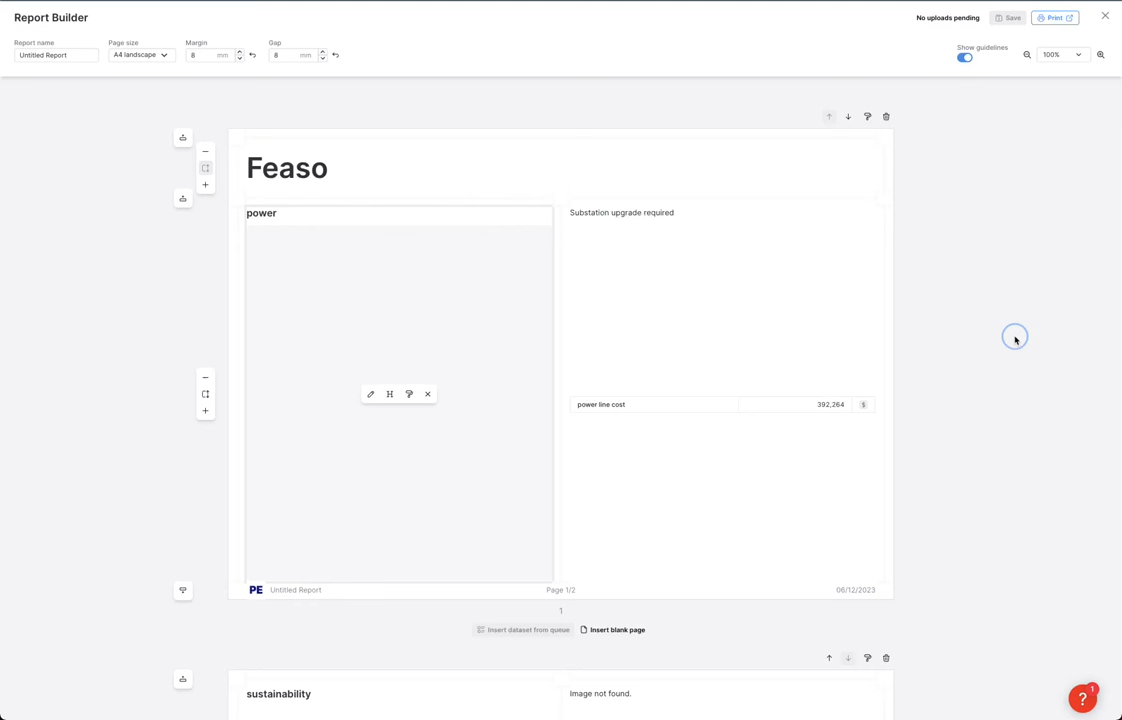 Report Builder
No uploads pending
Save
Print
Report name
Page size
Margin
Gap
Untitled Report
A4 landscape
8 mm
8 mm
Show guidelines
100%
Feaso
power
Substation upgrade required
power line cost 392,264 $
PE Untitled Report Page 1/2 06/12/2023
1
Insert dataset from queue Insert blank page
sustainability
Image not found.
1
?